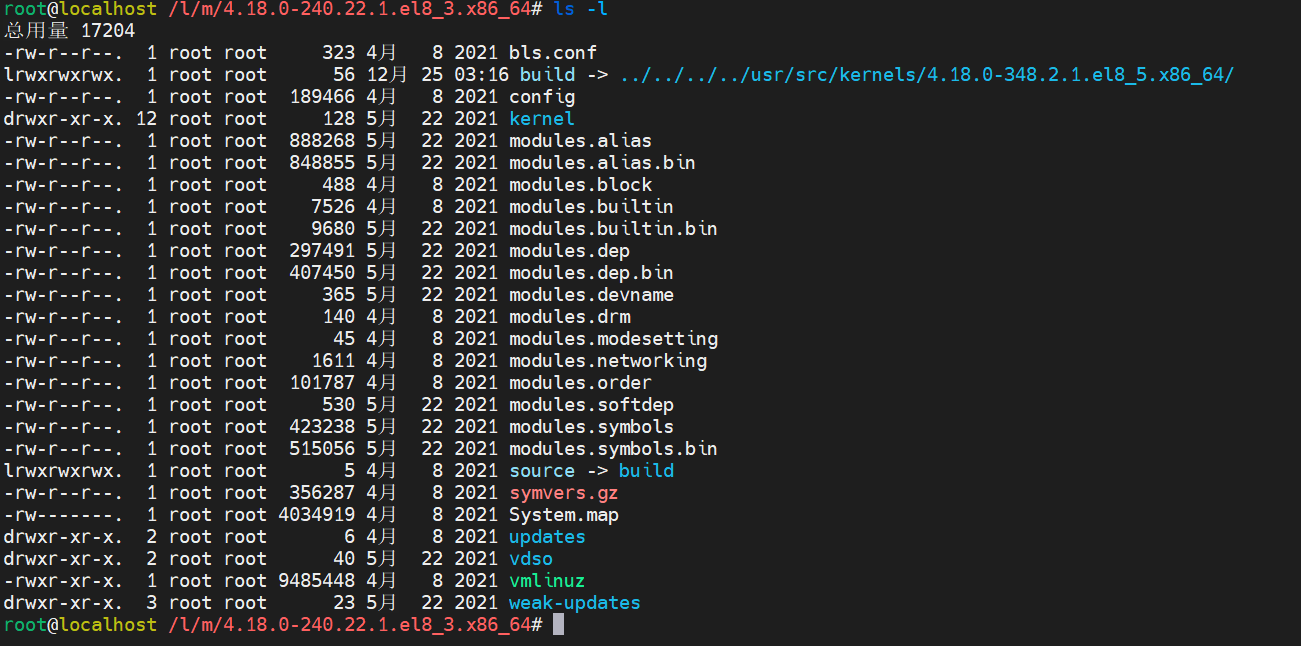 root@localhost /l/m/4.18.0-240.22.1.el8_3.x86_64# ls -l
总用量 17204
-rw-r--r--.  1 root root     323 4月   8 2021 bls.conf
lrwxrwxrwx.  1 root root      56 12月 25 03:16 build -> ../../../../usr/src/kernels/4.18.0-348.2.1.el8_5.x86_64/
-rw-r--r--.  1 root root  189466 4月   8 2021 config
drwxr-xr-x. 12 root root     128 5月  22 2021 kernel
-rw-r--r--.  1 root root  888268 5月  22 2021 modules.alias
-rw-r--r--.  1 root root  848855 5月  22 2021 modules.alias.bin
-rw-r--r--.  1 root root     488 4月   8 2021 modules.block
-rw-r--r--.  1 root root    7526 4月   8 2021 modules.builtin
-rw-r--r--.  1 root root    9680 5月  22 2021 modules.builtin.bin
-rw-r--r--.  1 root root  297491 5月  22 2021 modules.dep
-rw-r--r--.  1 root root  407450 5月  22 2021 modules.dep.bin
-rw-r--r--.  1 root root     365 5月  22 2021 modules.devname
-rw-r--r--.  1 root root     140 4月   8 2021 modules.drm
-rw-r--r--.  1 root root      45 4月   8 2021 modules.modesetting
-rw-r--r--.  1 root root    1611 4月   8 2021 modules.networking
-rw-r--r--.  1 root root  101787 4月   8 2021 modules.order
-rw-r--r--.  1 root root     530 5月  22 2021 modules.softdep
-rw-r--r--.  1 root root  423238 5月  22 2021 modules.symbols
-rw-r--r--.  1 root root  515056 5月  22 2021 modules.symbols.bin
lrwxrwxrwx.  1 root root       5 4月   8 2021 source -> build
-rw-r--r--.  1 root root  356287 4月   8 2021 symvers.gz
-rw-------.  1 root root 4034919 4月   8 2021 System.map
drwxr-xr-x.  2 root root       6 4月   8 2021 updates
drwxr-xr-x.  2 root root      40 5月  22 2021 vdso
-rwxr-xr-x.  1 root root 9485448 4月   8 2021 vmlinuz
drwxr-xr-x.  3 root root      23 5月  22 2021 weak-updates
root@localhost /l/m/4.18.0-240.22.1.el8_3.x86_64#